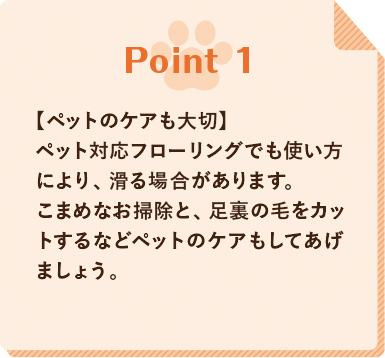 Point 1
【ペットのケアも大切】
ペット対応フローリングでも使い方
により、滑る場合があります。
こまめなお掃除と、足裏の毛をカッ
トするなどペットのケアもしてあげ
ましょう。